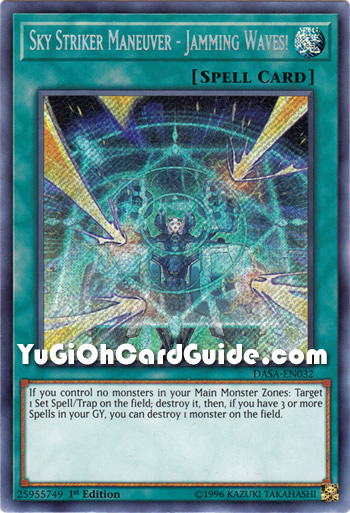 Sky Striker Maneuver - Jamming Waves!
[Spell Card]
YuGiOhCardGuide.com
DASA-EN032
If you control no monsters in your Main Monster Zones: Target
1 Set Spell/Trap on the field; destroy it, then, if you have 3 or more
Spells in your GY, you can destroy 1 monster on the field.
25955749 1st Edition ©1996 KAZUKI TAKAHASHI